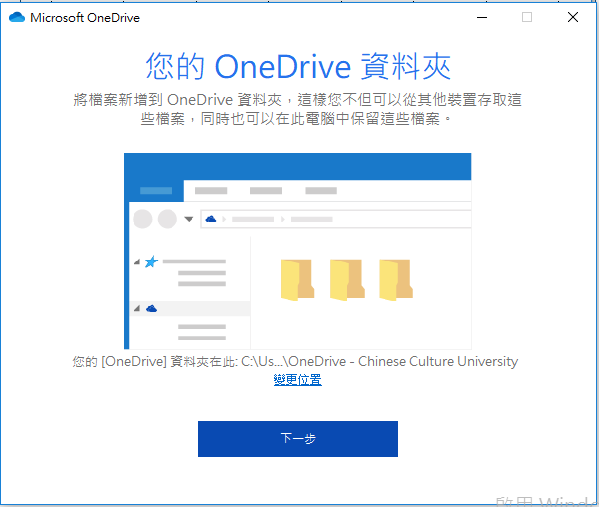 Microsoft OneDrive
您的 OneDrive 資料夾
將檔案新增到 OneDrive 資料夾，這樣您不但可以從其他裝置存取這
些檔案，同時也可以在此電腦中保留這些檔案。
您的 [OneDrive] 資料夾在此: C:\Us...\OneDrive - Chinese Culture University
變更位置
下一步
啟用 Windo